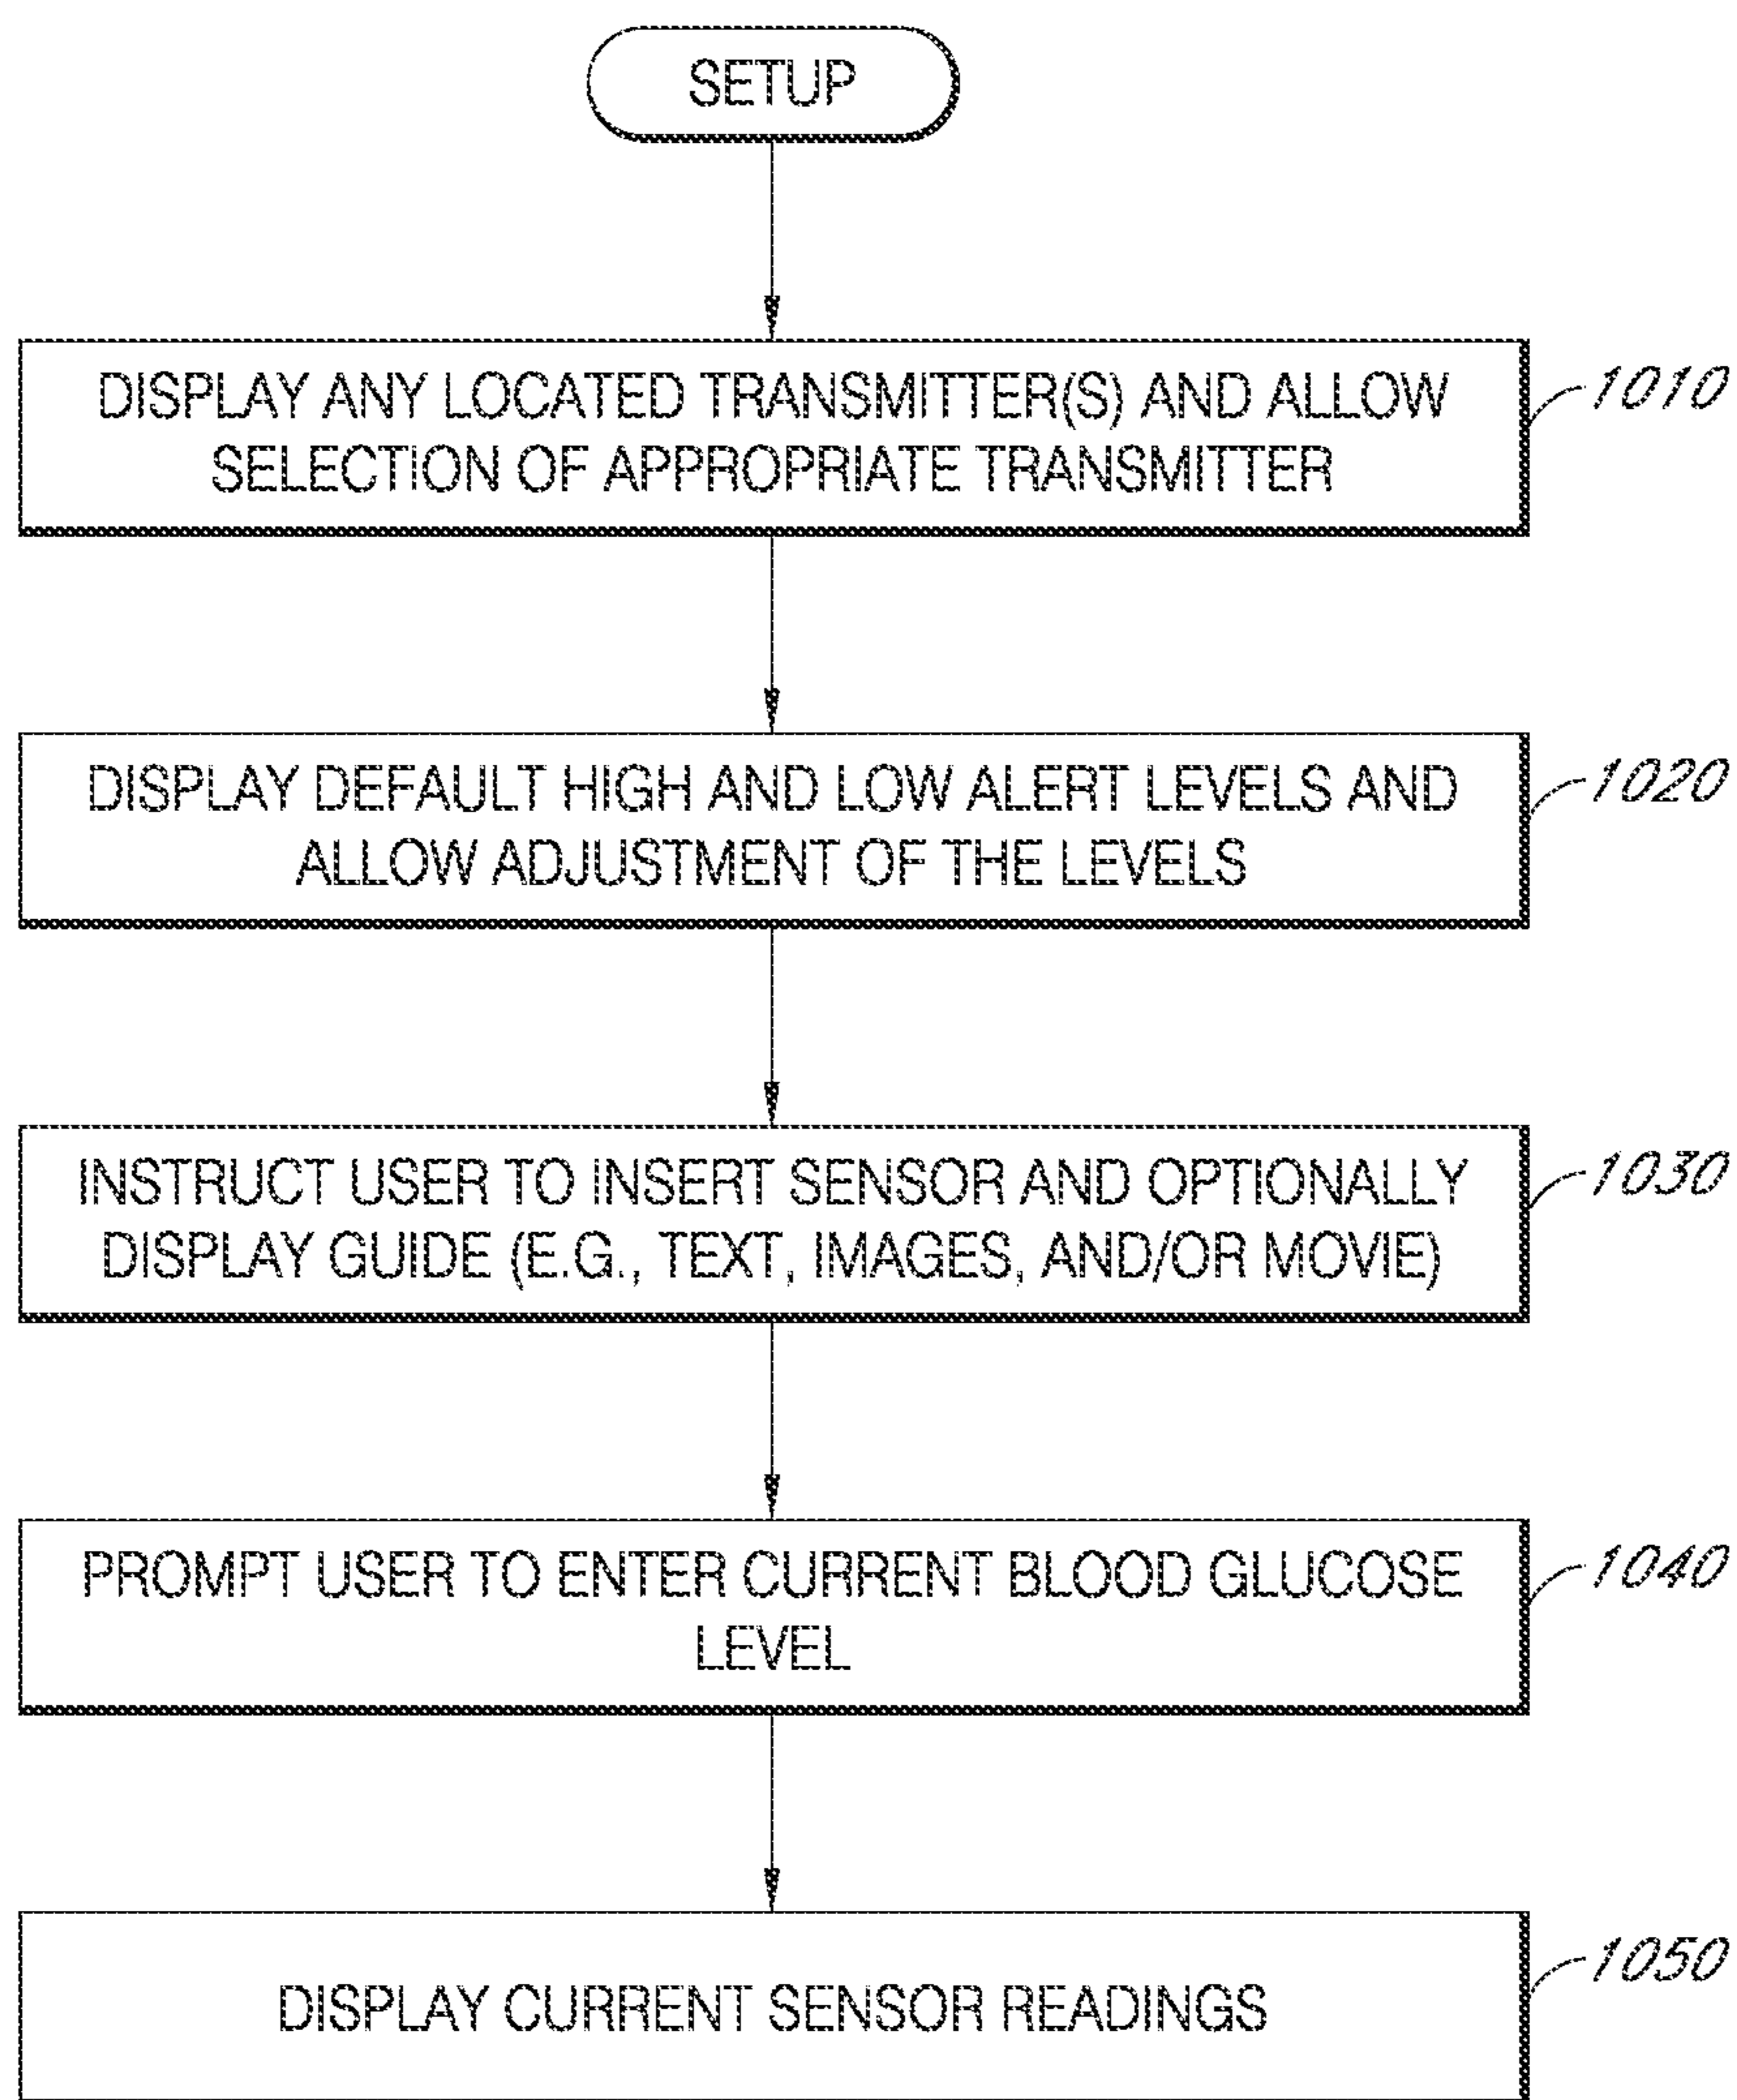 SETUP
DISPLAY ANY LOCATED TRANSMITTER(S) AND ALLOW
SELECTION OF APPROPRIATE TRANSMITTER
1010
DISPLAY DEFAULT HIGH AND LOW ALERT LEVELS AND
ALLOW ADJUSTMENT OF THE LEVELS
1020
INSTRUCT USER TO INSERT SENSOR AND OPTIONALLY
DISPLAY GUIDE (E.G., TEXT, IMAGES, AND/OR MOVIE)
1030
PROMPT USER TO ENTER CURRENT BLOOD GLUCOSE
LEVEL
1040
DISPLAY CURRENT SENSOR READINGS
1050